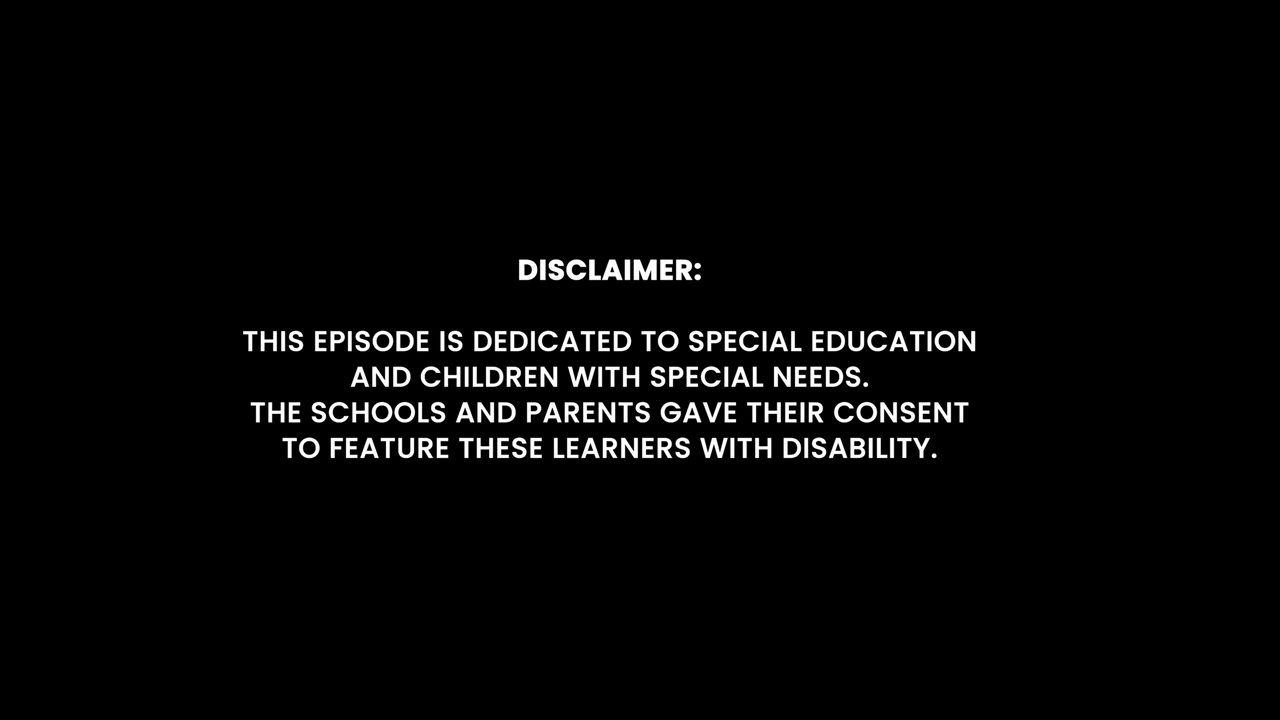 DISCLAIMER:
THIS EPISODE IS DEDICATED TO SPECIAL EDUCATION
AND CHILDREN WITH SPECIAL NEEDS.
THE SCHOOLS AND PARENTS GAVE THEIR CONSENT
TO FEATURE THESE LEARNERS WITH DISABILITY.